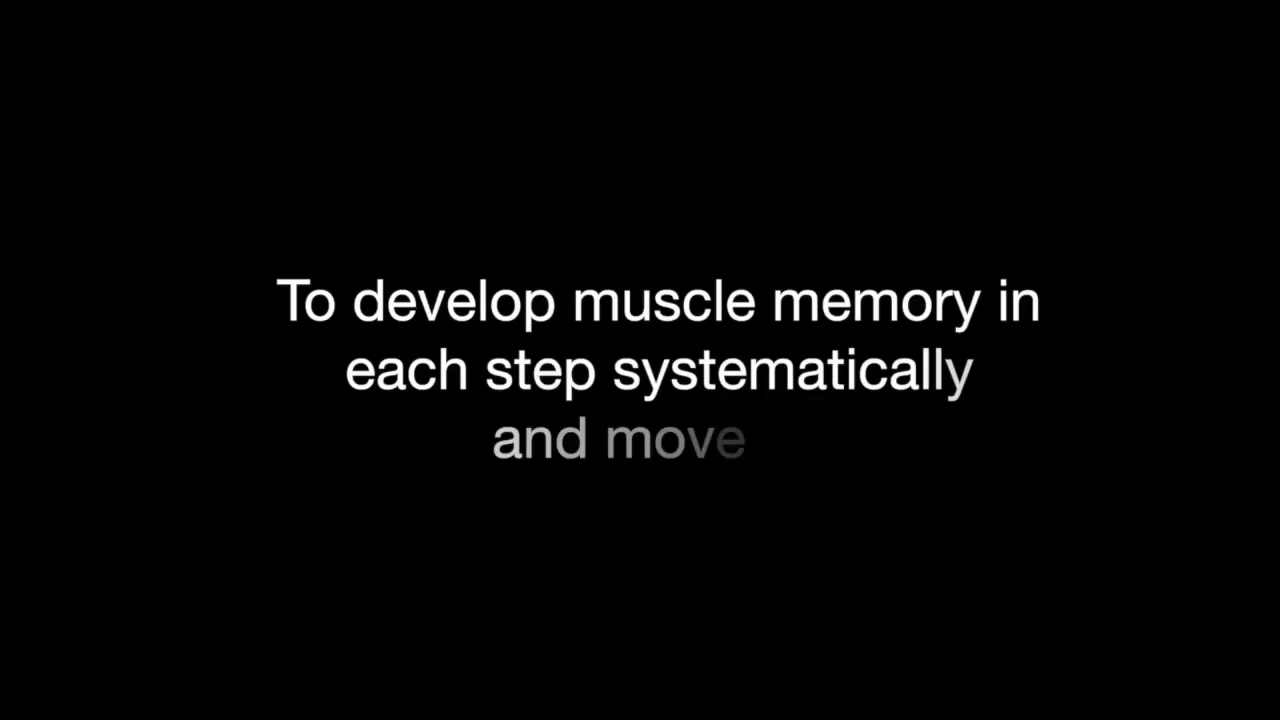 To develop muscle memory in
each step systematically
and move